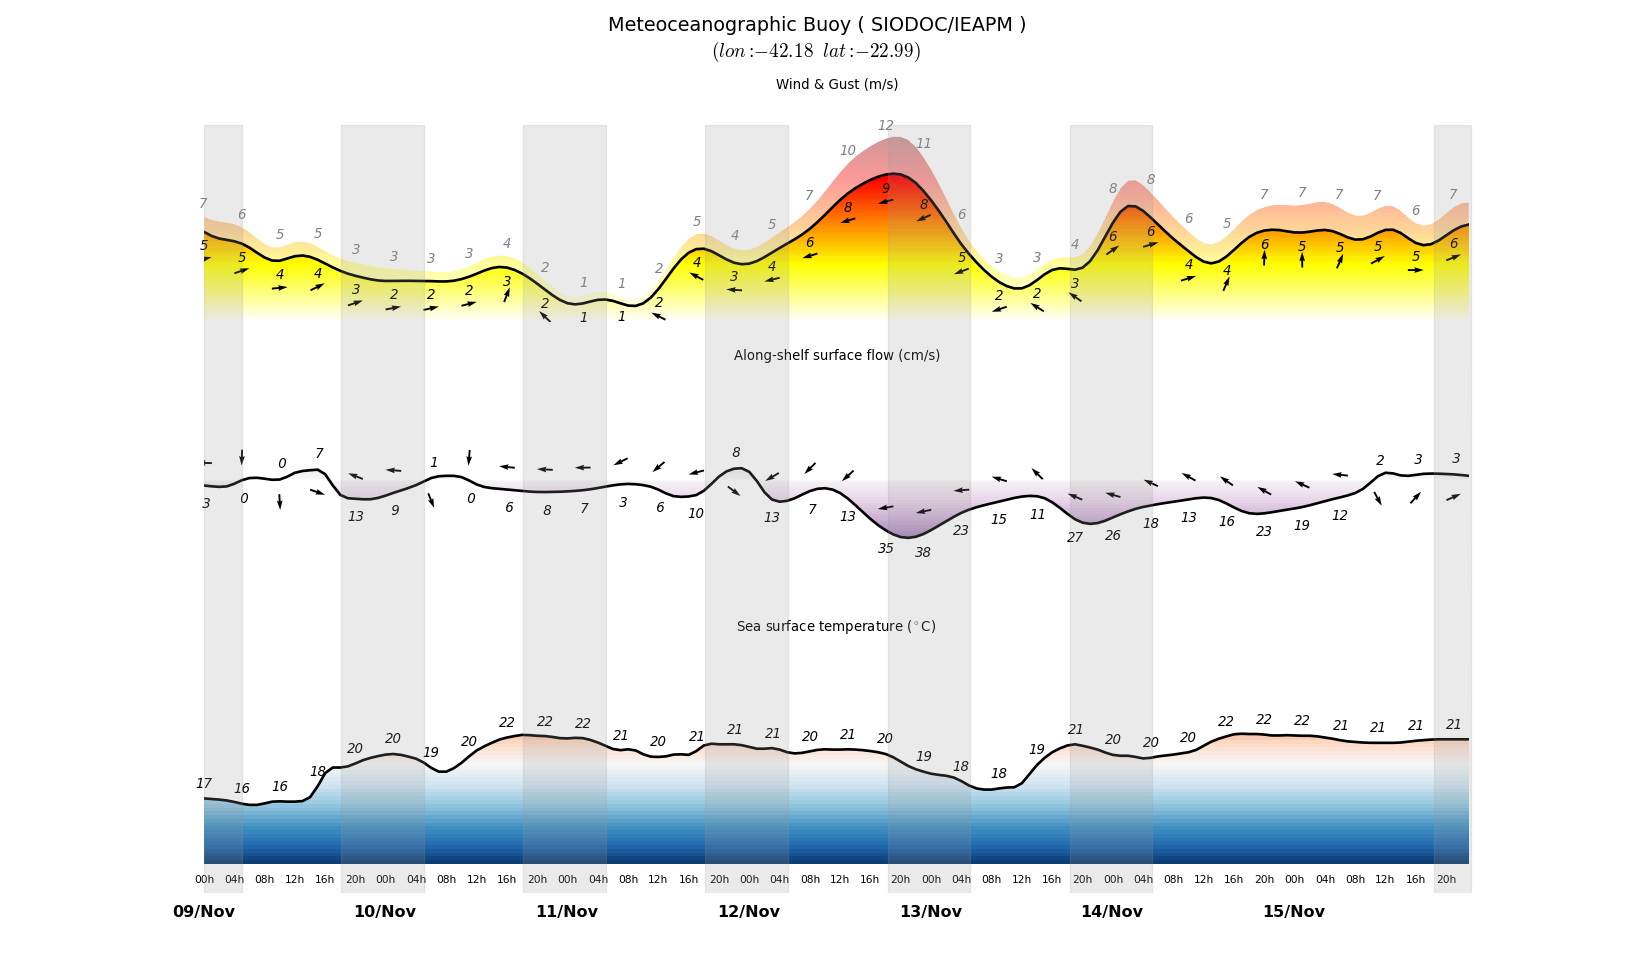 Meteoceanographic Buoy ( SIODOC/IEAPM )
(lon:−42.18 lat:−22.99)
Wind & Gust (m/s)
7 6 5 5 3 3 3 3 4 2 1 1 2 5 4 5 7 10 12 11 6 3 3 4 8 8 6 5 7 7 7 7 6 7
5 5 4 4 3 2 2 2 3 2 1 1 2 4 3 4 6 8 9 8 5 2 2 3 6 6 4 4 6 5 5 5 5 6
Along-shelf surface flow (cm/s)
3 0 0 7 13 9 1 0 6 8 7 3 6 10 8 13 7 13 35 38 23 15 11 27 26 18 13 16 23 19 12 2 3 3
Sea surface temperature (°C)
17 16 16 18 20 20 19 20 22 22 22 21 20 21 21 21 20 21 20 19 18 18 19 21 20 20 20 22 22 22 21 21 21 21
00h 04h 08h 12h 16h 20h 00h 04h 08h 12h 16h 20h 00h 04h 08h 12h 16h 20h 00h 04h 08h 12h 16h 20h 00h 04h 08h 12h 16h 20h 00h 04h 08h 12h 16h 20h 00h 04h 08h 12h 16h 20h
09/Nov 10/Nov 11/Nov 12/Nov 13/Nov 14/Nov 15/Nov